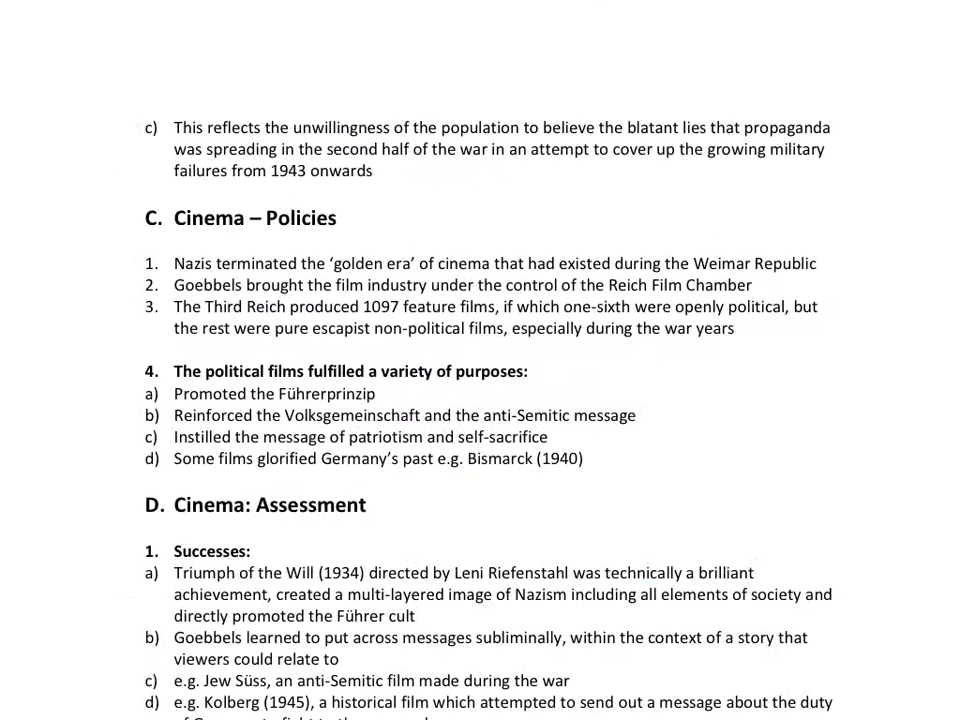 c) This reflects the unwillingness of the population to believe the blatant lies that propaganda
was spreading in the second half of the war in an attempt to cover up the growing military
failures from 1943 onwards
C. Cinema – Policies
1. Nazis terminated the ‘golden era’ of cinema that had existed during the Weimar Republic
2. Goebbels brought the film industry under the control of the Reich Film Chamber
3. The Third Reich produced 1097 feature films, if which one-sixth were openly political, but
the rest were pure escapist non-political films, especially during the war years
4. The political films fulfilled a variety of purposes:
a) Promoted the Führerprinzip
b) Reinforced the Volksgemeinschaft and the anti-Semitic message
c) Instilled the message of patriotism and self-sacrifice
d) Some films glorified Germany’s past e.g. Bismarck (1940)
D. Cinema: Assessment
1. Successes:
a) Triumph of the Will (1934) directed by Leni Riefenstahl was technically a brilliant
achievement, created a multi-layered image of Nazism including all elements of society and
directly promoted the Führer cult
b) Goebbels learned to put across messages subliminally, within the context of a story that
viewers could relate to
c) e.g. Jew Süss, an anti-Semitic film made during the war
d) e.g. Kolberg (1945), a historical film which attempted to send out a message about the duty